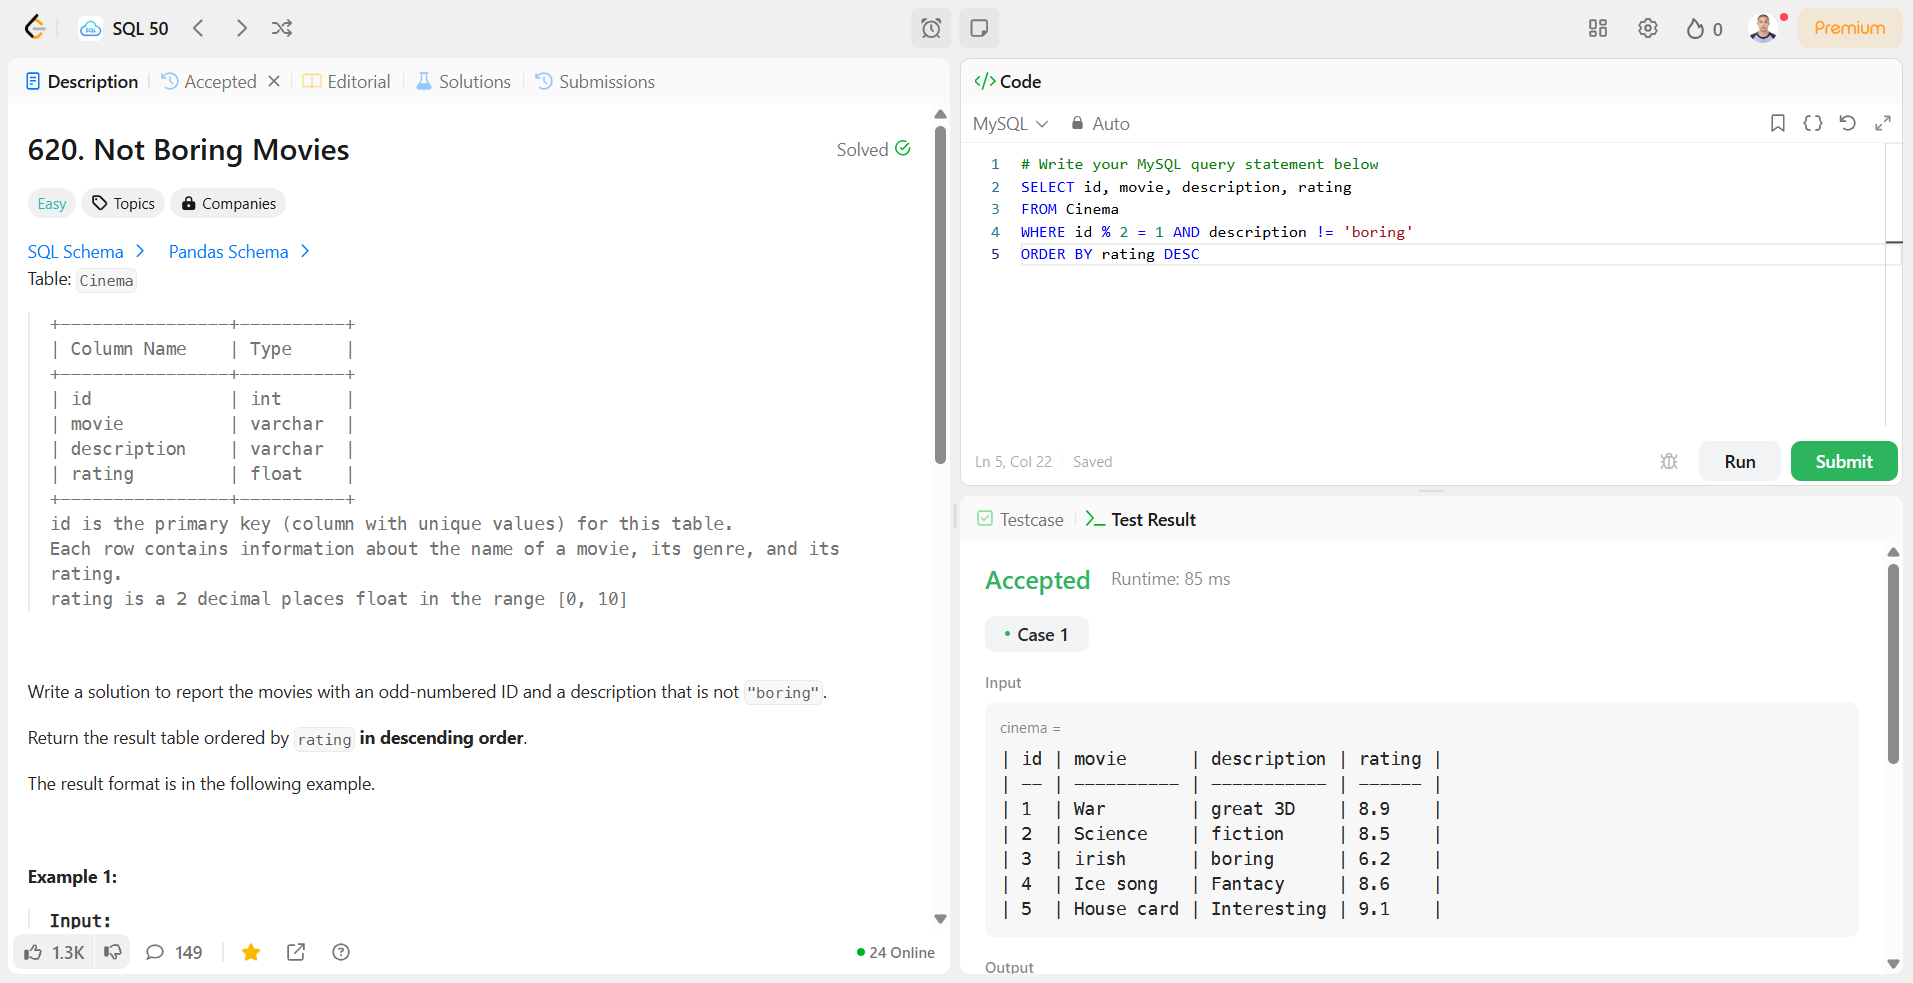 SQL 50
0
Premium
Description
Accepted
Editorial
Solutions
Submissions
620. Not Boring Movies
Solved
Easy
Topics
Companies
SQL Schema
Pandas Schema
Table: Cinema
+----------------+----------+
| Column Name    | Type     |
+----------------+----------+
| id             | int      |
| movie          | varchar  |
| description    | varchar  |
| rating         | float    |
+----------------+----------+
id is the primary key (column with unique values) for this table.
Each row contains information about the name of a movie, its genre, and its
rating.
rating is a 2 decimal places float in the range [0, 10]
Write a solution to report the movies with an odd-numbered ID and a description that is not "boring".
Return the result table ordered by rating in descending order.
The result format is in the following example.
Example 1:
Input:
1.3K
149
24 Online
</> Code
MySQL
Auto
1 # Write your MySQL query statement below
2 SELECT id, movie, description, rating
3 FROM Cinema
4 WHERE id % 2 = 1 AND description != 'boring'
5 ORDER BY rating DESC
Ln 5, Col 22
Saved
Run
Submit
Testcase
Test Result
Accepted
Runtime: 85 ms
• Case 1
Input
cinema =
| id | movie      | description | rating |
| -- | ---------- | ----------- | ------ |
| 1  | War        | great 3D    | 8.9    |
| 2  | Science    | fiction     | 8.5    |
| 3  | irish      | boring      | 6.2    |
| 4  | Ice song   | Fantacy     | 8.6    |
| 5  | House card | Interesting | 9.1    |
Output